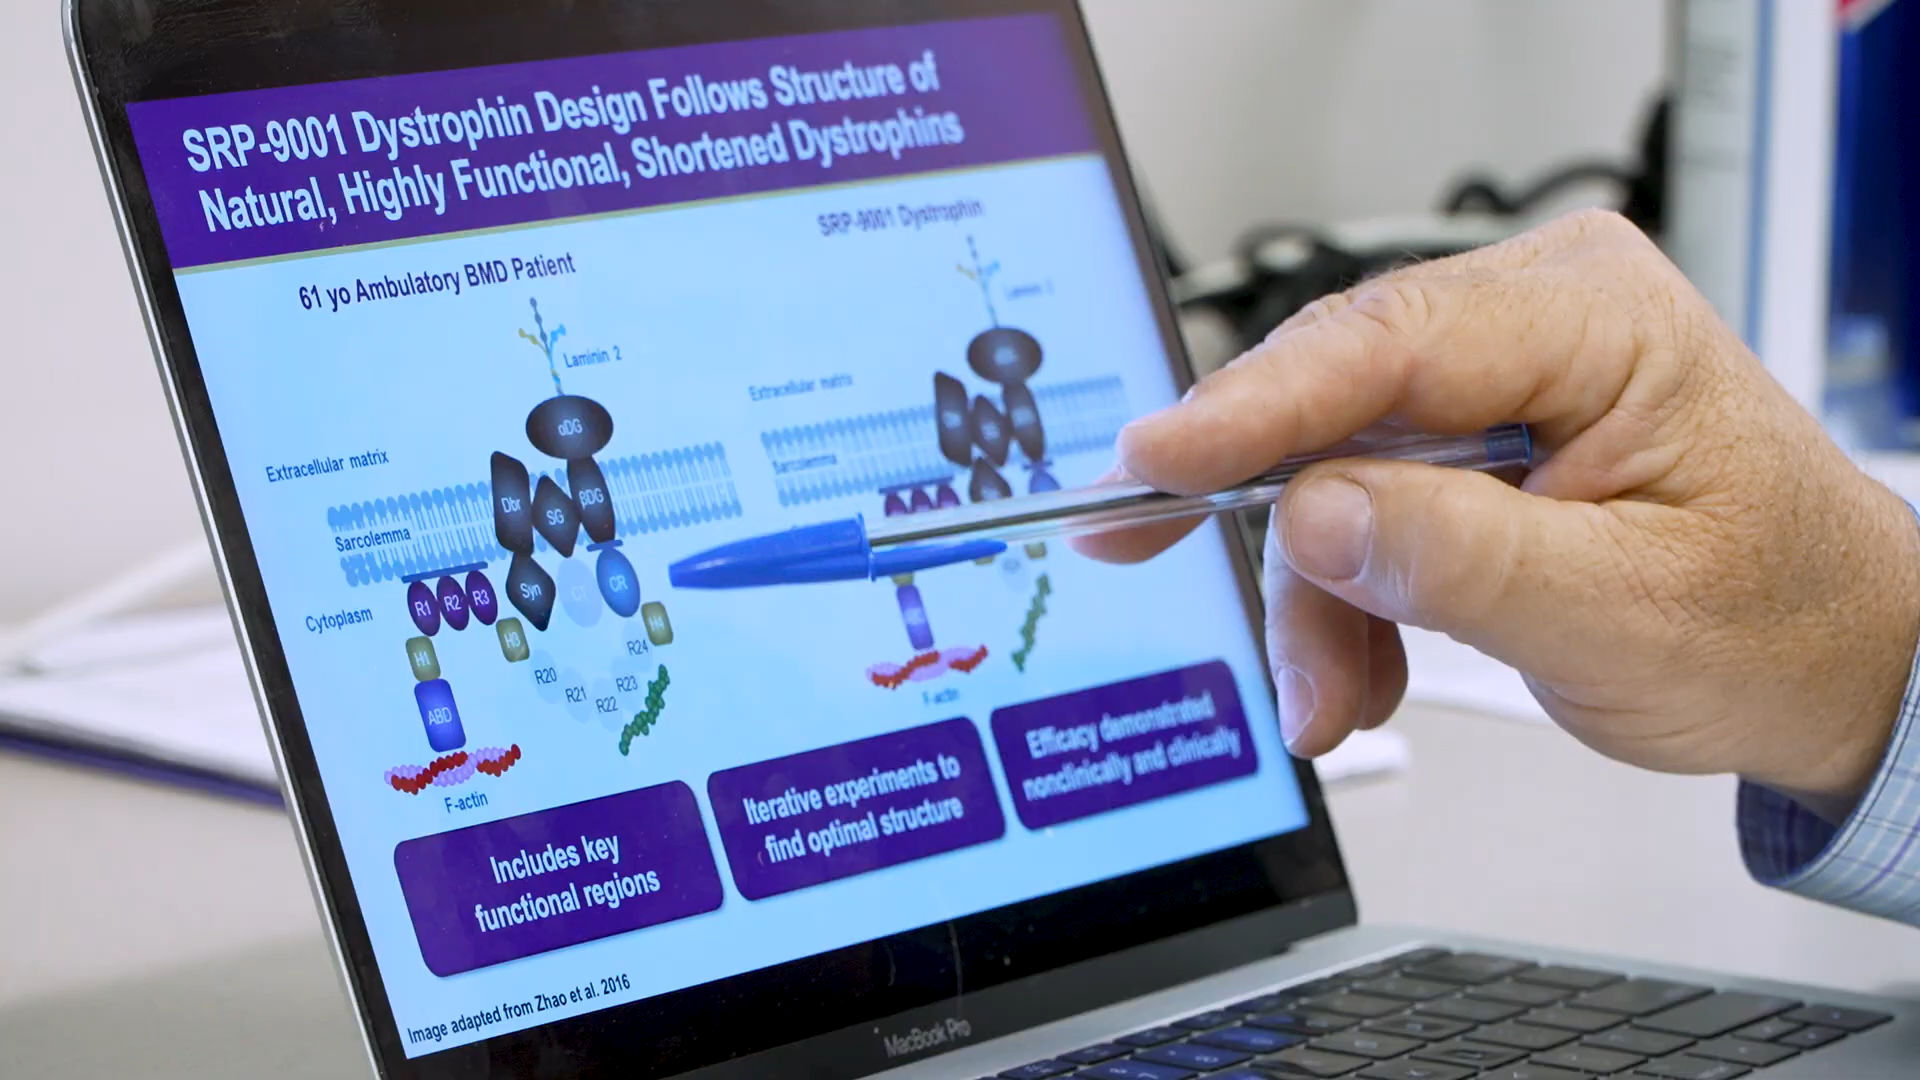 SRP-9001 Dystrophin Design Follows Structure of
Natural, Highly Functional, Shortened Dystrophins
61 yo Ambulatory BMD Patient
Laminin 2
αDG
Extracellular matrix
Dbr
SG
βDG
Sarcolemma
Syn
CT
CR
R1
R2
R3
Cytoplasm
H1
H3
H4
R20
R21
R22
R23
R24
ABD
F-actin
SRP-9001 Dystrophin
Laminin 2
Extracellular matrix
Sarcolemma
F-actin
Includes key
functional regions
Iterative experiments to
find optimal structure
Efficacy demonstrated
nonclinically and clinically
Image adapted from Zhao et al. 2016
MacBook Pro